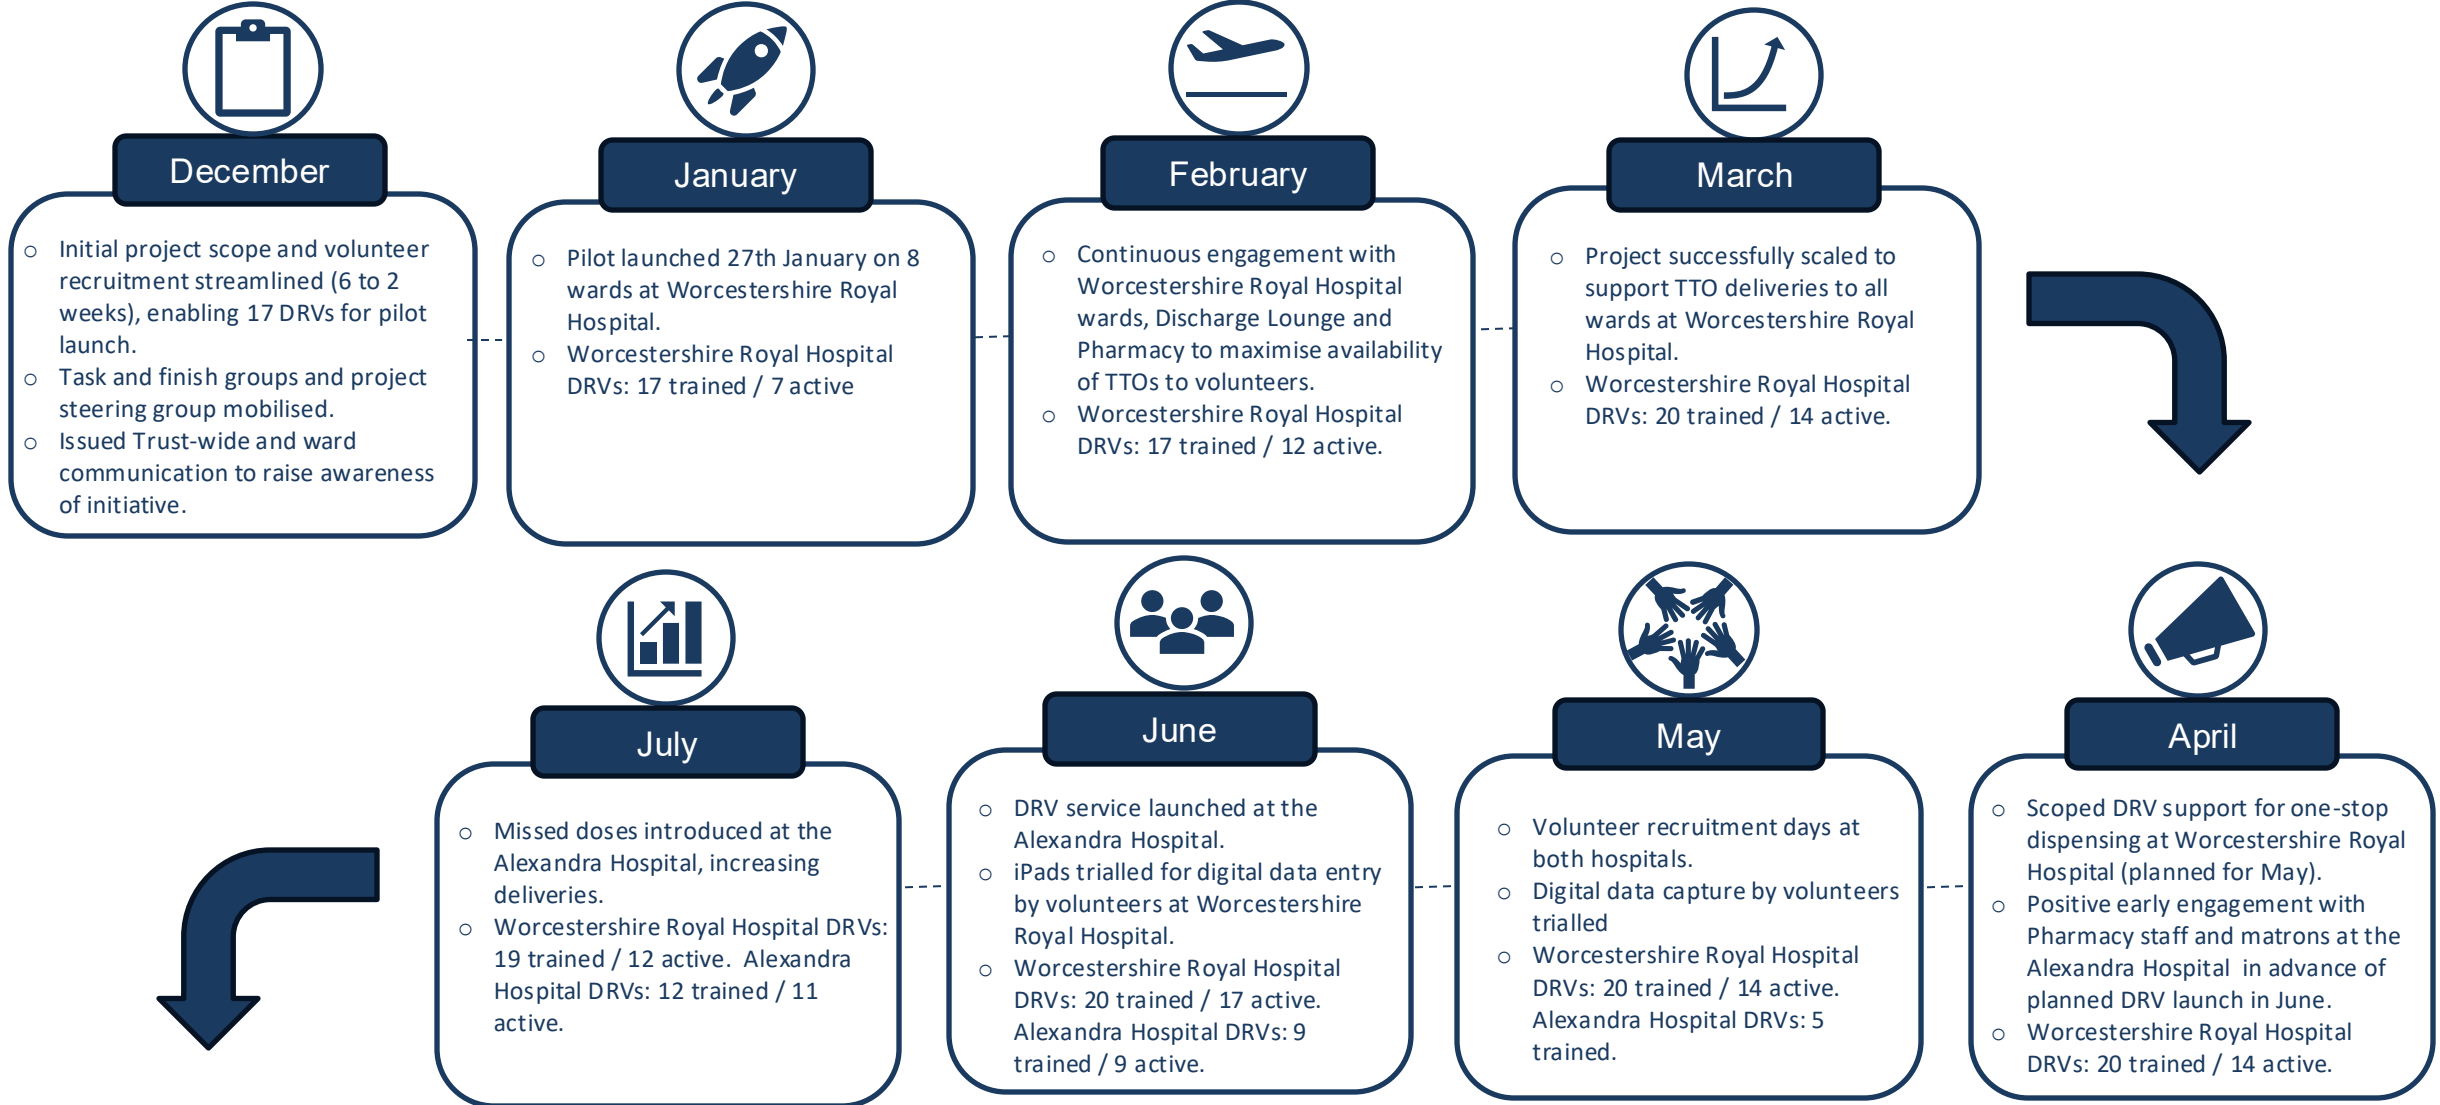 December
○ Initial project scope and volunteer
recruitment streamlined (6 to 2
weeks), enabling 17 DRVs for pilot
launch.
○ Task and finish groups and project
steering group mobilised.
○ Issued Trust-wide and ward
communication to raise awareness
of initiative.
January
○ Pilot launched 27th January on 8
wards at Worcestershire Royal
Hospital.
○ Worcestershire Royal Hospital
DRVs: 17 trained / 7 active
February
○ Continuous engagement with
Worcestershire Royal Hospital
wards, Discharge Lounge and
Pharmacy to maximise availability
of TTOs to volunteers.
○ Worcestershire Royal Hospital
DRVs: 17 trained / 12 active.
March
○ Project successfully scaled to
support TTO deliveries to all
wards at Worcestershire Royal
Hospital.
○ Worcestershire Royal Hospital
DRVs: 20 trained / 14 active.
April
○ Scoped DRV support for one-stop
dispensing at Worcestershire Royal
Hospital (planned for May).
○ Positive early engagement with
Pharmacy staff and matrons at the
Alexandra Hospital in advance of
planned DRV launch in June.
○ Worcestershire Royal Hospital
DRVs: 20 trained / 14 active.
May
○ Volunteer recruitment days at
both hospitals.
○ Digital data capture by volunteers
trialled
○ Worcestershire Royal Hospital
DRVs: 20 trained / 14 active.
Alexandra Hospital DRVs: 5
trained.
June
○ DRV service launched at the
Alexandra Hospital.
○ iPads trialled for digital data entry
by volunteers at Worcestershire
Royal Hospital.
○ Worcestershire Royal Hospital
DRVs: 20 trained / 17 active.
Alexandra Hospital DRVs: 9
trained / 9 active.
July
○ Missed doses introduced at the
Alexandra Hospital, increasing
deliveries.
○ Worcestershire Royal Hospital DRVs:
19 trained / 12 active. Alexandra
Hospital DRVs: 12 trained / 11
active.